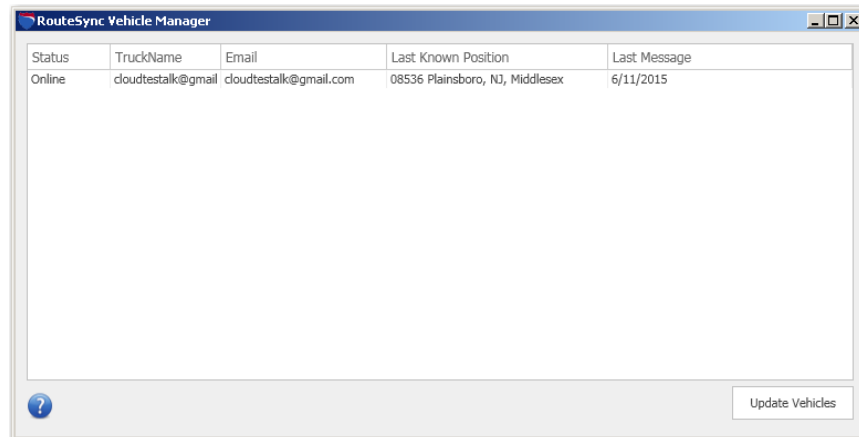 RouteSync Vehicle Manager
Status TruckName Email Last Known Position Last Message
Online cloudtestalk@gmail cloudtestalk@gmail.com 08536 Plainsboro, NJ, Middlesex 6/11/2015
?
Update Vehicles